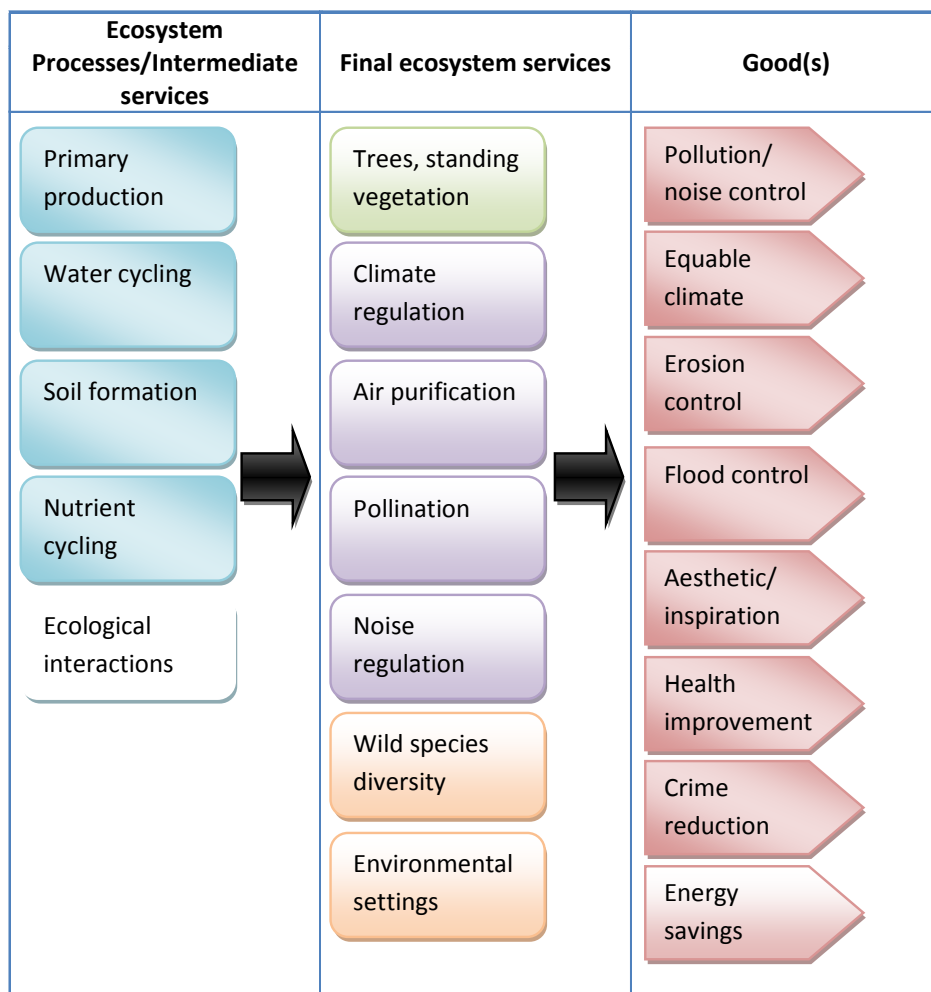 Ecosystem
Processes/Intermediate
services
Final ecosystem services
Good(s)
Primary
production
Water cycling
Soil formation
Nutrient
cycling
Ecological
interactions
Trees, standing
vegetation
Climate
regulation
Air purification
Pollination
Noise
regulation
Wild species
diversity
Environmental
settings
Pollution/
noise control
Equable
climate
Erosion
control
Flood control
Aesthetic/
inspiration
Health
improvement
Crime
reduction
Energy
savings